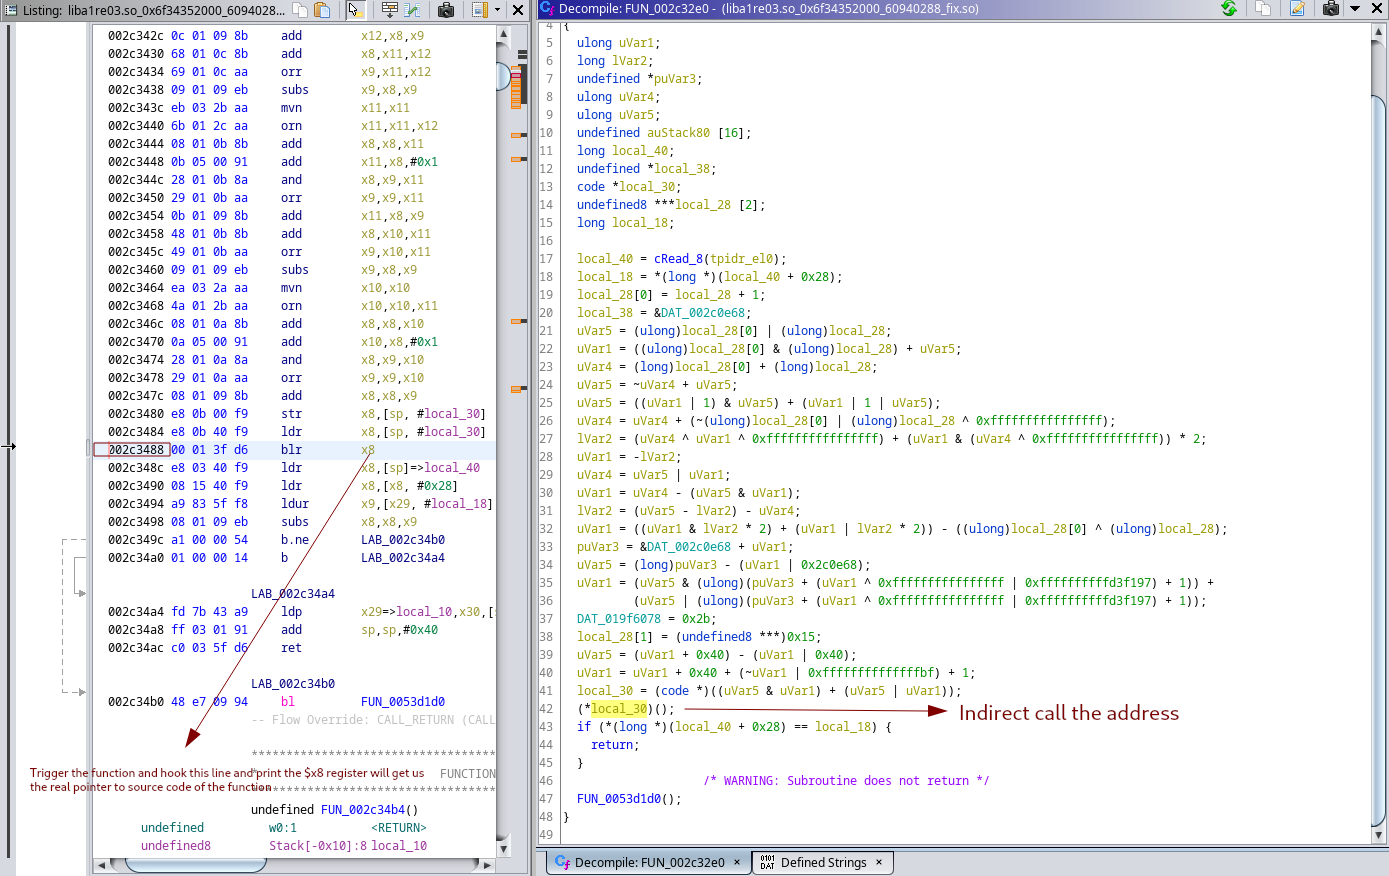 Listing: liba1re03.so_0x6f34352000_6094028...
002c342c 0c 01 09 8b add x12,x8,x9
002c3430 68 01 0c 8b add x8,x11,x12
002c3434 69 01 0c aa orr x9,x11,x12
002c3438 09 01 09 eb subs x9,x8,x9
002c343c eb 03 2b aa mvn x11,x11
002c3440 6b 01 2c aa orn x11,x11,x12
002c3444 08 01 0b 8b add x8,x8,x11
002c3448 0b 05 00 91 add x11,x8,#0x1
002c344c 28 01 0b 8a and x8,x9,x11
002c3450 29 01 0b aa orr x9,x9,x11
002c3454 0b 01 09 8b add x11,x8,x9
002c3458 48 01 0b 8b add x8,x10,x11
002c345c 49 01 0b aa orr x9,x10,x11
002c3460 09 01 09 eb subs x9,x8,x9
002c3464 ea 03 2a aa mvn x10,x10
002c3468 4a 01 2b aa orn x10,x10,x11
002c346c 08 01 0a 8b add x8,x8,x10
002c3470 0a 05 00 91 add x10,x8,#0x1
002c3474 28 01 0a 8a and x8,x9,x10
002c3478 29 01 0a aa orr x9,x9,x10
002c347c 08 01 09 8b add x8,x8,x9
002c3480 e8 0b 00 f9 str x8,[sp, #local_30]
002c3484 e8 0b 40 f9 ldr x8,[sp, #local_30]
002c3488 00 01 3f d6 blr x8
002c348c e8 03 40 f9 ldr x8,[sp]=>local_40
002c3490 08 15 40 f9 ldr x8,[x8, #0x28]
002c3494 a9 83 5f f8 ldur x9,[x29, #local_18]
002c3498 08 01 09 eb subs x8,x8,x9
002c349c a1 00 00 54 b.ne LAB_002c34b0
002c34a0 01 00 00 14 b LAB_002c34a4
LAB_002c34a4
002c34a4 fd 7b 43 a9 ldp x29=>local_10,x30,[
002c34a8 ff 03 01 91 add sp,sp,#0x40
002c34ac c0 03 5f d6 ret
LAB_002c34b0
002c34b0 48 e7 09 94 bl FUN_0053d1d0
-- Flow Override: CALL_RETURN (CALL
**********************************
Trigger the function and hook this line and print the $x8 register will get us
the real pointer to source code of the function
* FUNCTION
**********************************
undefined FUN_002c34b4()
undefined w0:1 <RETURN>
undefined8 Stack[-0x10]:8 local_10
Decompile: FUN_002c32e0 - (liba1re03.so_0x6f34352000_60940288_fix.so)
4 {
5 ulong uVar1;
6 long lVar2;
7 undefined *puVar3;
8 ulong uVar4;
9 ulong uVar5;
10 undefined auStack80 [16];
11 long local_40;
12 undefined *local_38;
13 code *local_30;
14 undefined8 ***local_28 [2];
15 long local_18;
16
17 local_40 = cRead_8(tpidr_el0);
18 local_18 = *(long *)(local_40 + 0x28);
19 local_28[0] = local_28 + 1;
20 local_38 = &DAT_002c0e68;
21 uVar5 = (ulong)local_28[0] | (ulong)local_28;
22 uVar1 = ((ulong)local_28[0] & (ulong)local_28) + uVar5;
23 uVar4 = (long)local_28[0] + (long)local_28;
24 uVar5 = ~uVar4 + uVar5;
25 uVar5 = ((uVar1 | 1) & uVar5) + (uVar1 | 1 | uVar5);
26 uVar4 = uVar4 + (~(ulong)local_28[0] | (ulong)local_28 ^ 0xffffffffffffffff);
27 lVar2 = (uVar4 ^ uVar1 ^ 0xffffffffffffffff) + (uVar1 & (uVar4 ^ 0xffffffffffffffff)) * 2;
28 uVar1 = -lVar2;
29 uVar4 = uVar5 | uVar1;
30 uVar1 = uVar4 - (uVar5 & uVar1);
31 lVar2 = (uVar5 - lVar2) - uVar4;
32 uVar1 = ((uVar1 & lVar2 * 2) + (uVar1 | lVar2 * 2)) - ((ulong)local_28[0] ^ (ulong)local_28);
33 puVar3 = &DAT_002c0e68 + uVar1;
34 uVar5 = (long)puVar3 - (uVar1 | 0x2c0e68);
35 uVar1 = (uVar5 & (ulong)(puVar3 + (uVar1 ^ 0xffffffffffffffff | 0xffffffffffd3f197) + 1)) +
36 (uVar5 | (ulong)(puVar3 + (uVar1 ^ 0xffffffffffffffff | 0xffffffffffd3f197) + 1));
37 DAT_019f6078 = 0x2b;
38 local_28[1] = (undefined8 ***)0x15;
39 uVar5 = (uVar1 + 0x40) - (uVar1 | 0x40);
40 uVar1 = uVar1 + 0x40 + (~uVar1 | 0xffffffffffffffbf) + 1;
41 local_30 = (code *)((uVar5 & uVar1) + (uVar5 | uVar1));
42 (*local_30)(); Indirect call the address
43 if (*(long *)(local_40 + 0x28) == local_18) {
44 return;
45 }
46 /* WARNING: Subroutine does not return */
47 FUN_0053d1d0();
48 }
49
Decompile: FUN_002c32e0 × 0101 DAT Defined Strings ×